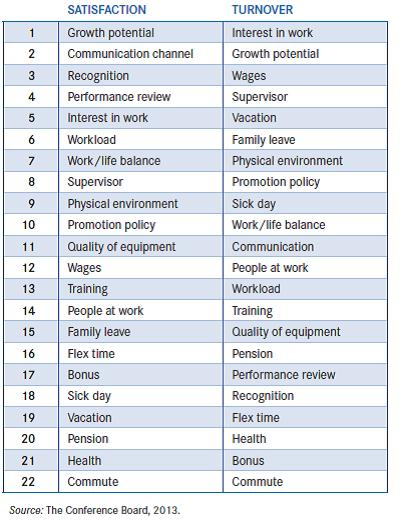 SATISFACTION TURNOVER
1 Growth potential Interest in work
2 Communication channel Growth potential
3 Recognition Wages
4 Performance review Supervisor
5 Interest in work Vacation
6 Workload Family leave
7 Work/life balance Physical environment
8 Supervisor Promotion policy
9 Physical environment Sick day
10 Promotion policy Work/life balance
11 Quality of equipment Communication
12 Wages People at work
13 Training Workload
14 People at work Training
15 Family leave Quality of equipment
16 Flex time Pension
17 Bonus Performance review
18 Sick day Recognition
19 Vacation Flex time
20 Pension Health
21 Health Bonus
22 Commute Commute
Source: The Conference Board, 2013.